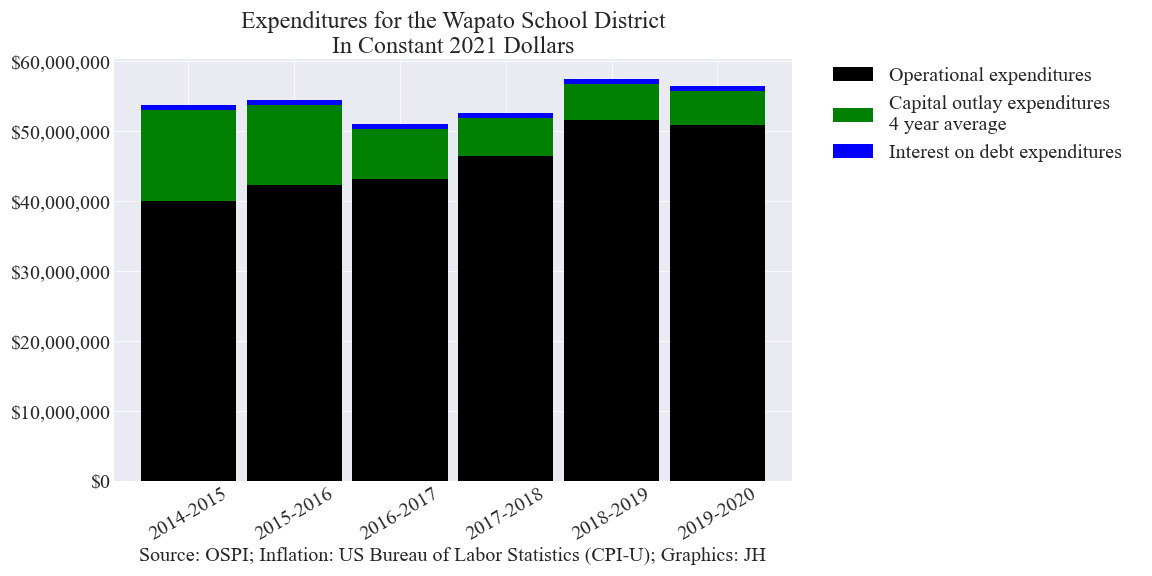 Expenditures for the Wapato School District
In Constant 2021 Dollars
$60,000,000
$50,000,000
$40,000,000
$30,000,000
$20,000,000
$10,000,000
$0
2014-2015
2015-2016
2016-2017
2017-2018
2018-2019
2019-2020
Source: OSPI; Inflation: US Bureau of Labor Statistics (CPI-U); Graphics: JH
Operational expenditures
Capital outlay expenditures
4 year average
Interest on debt expenditures